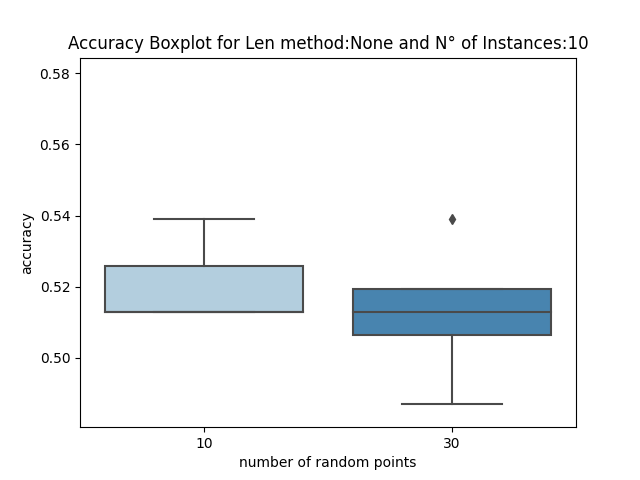 Accuracy Boxplot for Len method:None and N° of Instances:10
0.58
0.56
0.54
0.52
0.50
accuracy
10
30
number of random points